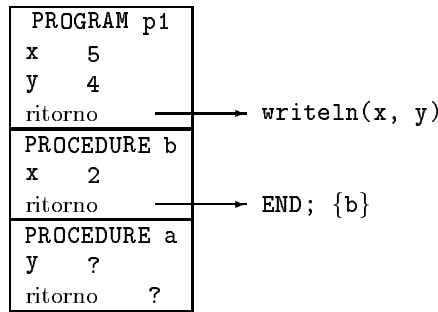 PROGRAM p1
x 5
y 4
ritorno writeln(x, y)
PROCEDURE b
x 2
ritorno END; {b}
PROCEDURE a
y ?
ritorno ?